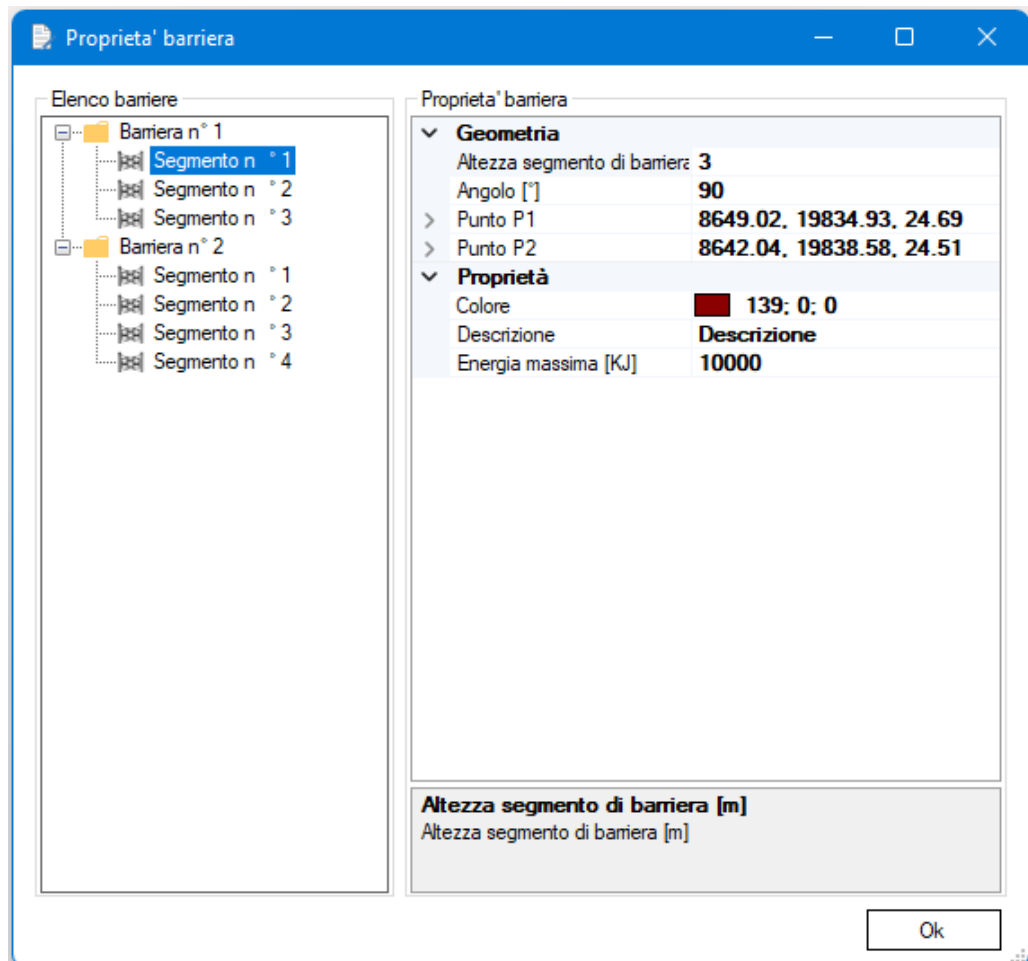 Proprieta' barriera
Elenco barriere
Barriera n° 1
Segmento n ° 1
Segmento n ° 2
Segmento n ° 3
Barriera n° 2
Segmento n ° 1
Segmento n ° 2
Segmento n ° 3
Segmento n ° 4
Proprieta' barriera
Geometria
Altezza segmento di barriera 3
Angolo [°] 90
Punto P1 8649.02, 19834.93, 24.69
Punto P2 8642.04, 19838.58, 24.51
Proprietà
Colore 139; 0; 0
Descrizione Descrizione
Energia massima [KJ] 10000
Altezza segmento di barriera [m]
Altezza segmento di barriera [m]
Ok